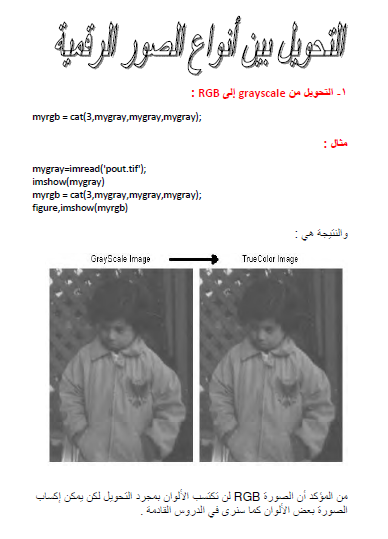 التحويل بين أنواع الصور الرقمية
١- التحويل من grayscale إلى RGB :
myrgb = cat(3,mygray,mygray,mygray);
مثال :
mygray=imread('pout.tif');
imshow(mygray)
myrgb = cat(3,mygray,mygray,mygray);
figure,imshow(myrgb)
والنتيجة هي :
GrayScale Image TrueColor Image
من المؤكد أن الصورة RGB لن تكتسب الألوان بمجرد التحويل لكن يمكن إكساب
الصورة بعض الألوان كما سنرى في الدروس القادمة .